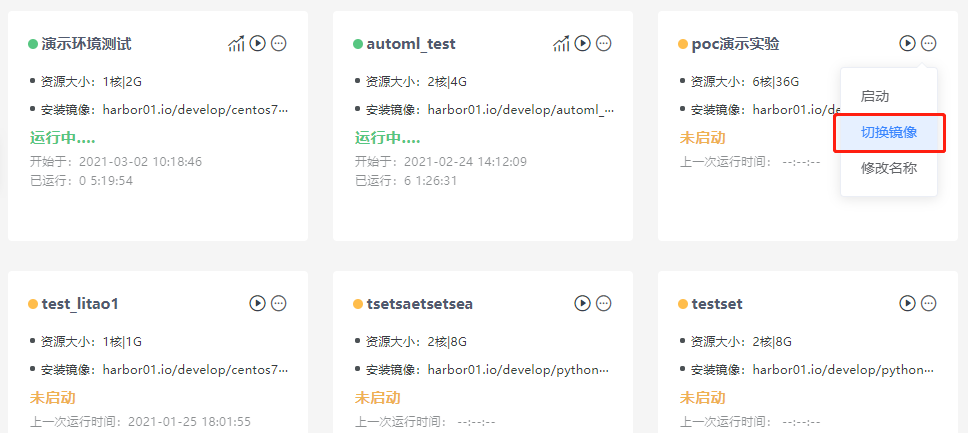 演示环境测试
资源大小：1核|2G
安装镜像：harbor01.io/develop/centos7...
运行中....
开始于：2021-03-02 10:18:46
已运行：0 5:19:54
automl_test
资源大小：2核|4G
安装镜像：harbor01.io/develop/automl_...
运行中....
开始于：2021-02-24 14:12:09
已运行：6 1:26:31
poc演示实验
资源大小：6核|36G
安装镜像：harbor01.io/de
未启动
上一次运行时间： --:--:--
启动
切换镜像
修改名称
test_litao1
资源大小：1核|1G
安装镜像：harbor01.io/develop/centos7...
未启动
上一次运行时间：2021-01-25 18:01:55
tsetsaetsetsea
资源大小：2核|8G
安装镜像：harbor01.io/develop/python...
未启动
上一次运行时间： --:--:--
testset
资源大小：2核|8G
安装镜像：harbor01.io/develop/python...
未启动
上一次运行时间： --:--:--